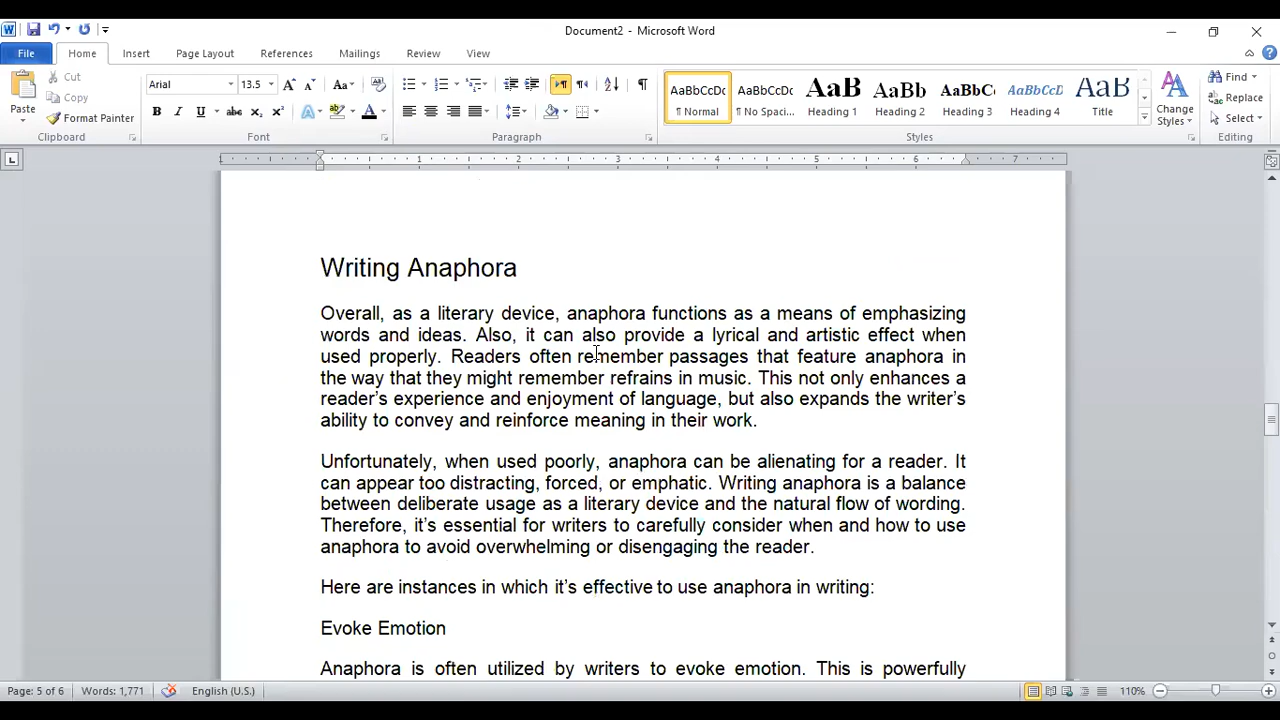 Document2 - Microsoft Word
File Home Insert Page Layout References Mailings Review View
Cut
Copy
Format Painter
Paste
Arial 13.5
AaBbCcDc AaBbCcDc AaB AaBb AaBbC AaBbCcD AaB
¶ Normal ¶ No Spaci... Heading 1 Heading 2 Heading 3 Heading 4 Title
Change
Styles
Find
Replace
Select
Clipboard Font Paragraph Styles Editing
1 2 3 4 5 6 7
Writing Anaphora
Overall, as a literary device, anaphora functions as a means of emphasizing
words and ideas. Also, it can also provide a lyrical and artistic effect when
used properly. Readers often remember passages that feature anaphora in
the way that they might remember refrains in music. This not only enhances a
reader’s experience and enjoyment of language, but also expands the writer’s
ability to convey and reinforce meaning in their work.
Unfortunately, when used poorly, anaphora can be alienating for a reader. It
can appear too distracting, forced, or emphatic. Writing anaphora is a balance
between deliberate usage as a literary device and the natural flow of wording.
Therefore, it’s essential for writers to carefully consider when and how to use
anaphora to avoid overwhelming or disengaging the reader.
Here are instances in which it’s effective to use anaphora in writing:
Evoke Emotion
Anaphora is often utilized by writers to evoke emotion. This is powerfully
Page: 5 of 6 Words: 1,771 English (U.S.) 110%